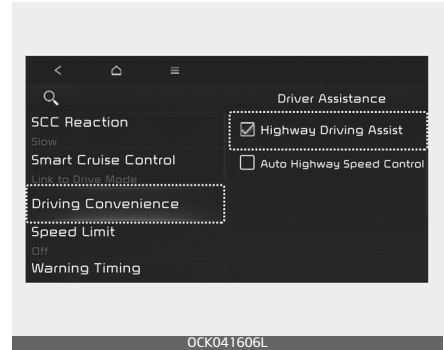 Driver Assistance
SCC Reaction
Slow
Smart Cruise Control
Link to Drive Mode
Driving Convenience
Speed Limit
Off
Warning Timing
Highway Driving Assist
Auto Highway Speed Control
OCK041606L